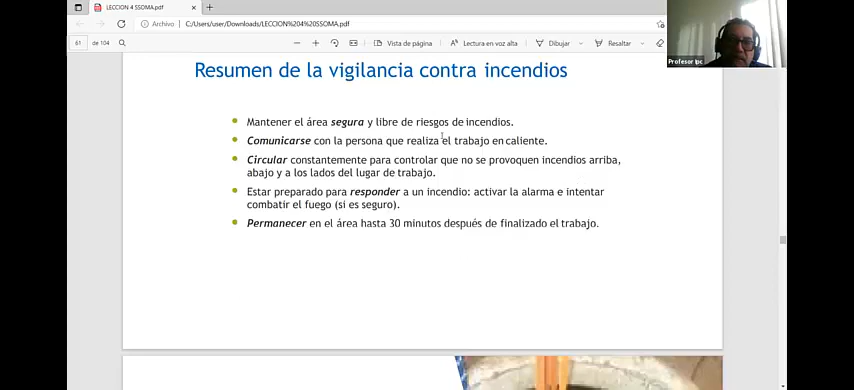 LECCION 4 SSOMA.pdf
Archivo
C:/Users/user/Downloads/LECCION%204%20SSOMA.pdf
61
de 104
Vista de página
Lectura en voz alta
Dibujar
Resaltar
Profesor Ipc
Resumen de la vigilancia contra incendios
Mantener el área segura y libre de riesgos de incendios.
Comunicarse con la persona que realiza el trabajo en caliente.
Circular constantemente para controlar que no se provoquen incendios arriba,
abajo y a los lados del lugar de trabajo.
Estar preparado para responder a un incendio: activar la alarma e intentar
combatir el fuego (si es seguro).
Permanecer en el área hasta 30 minutos después de finalizado el trabajo.